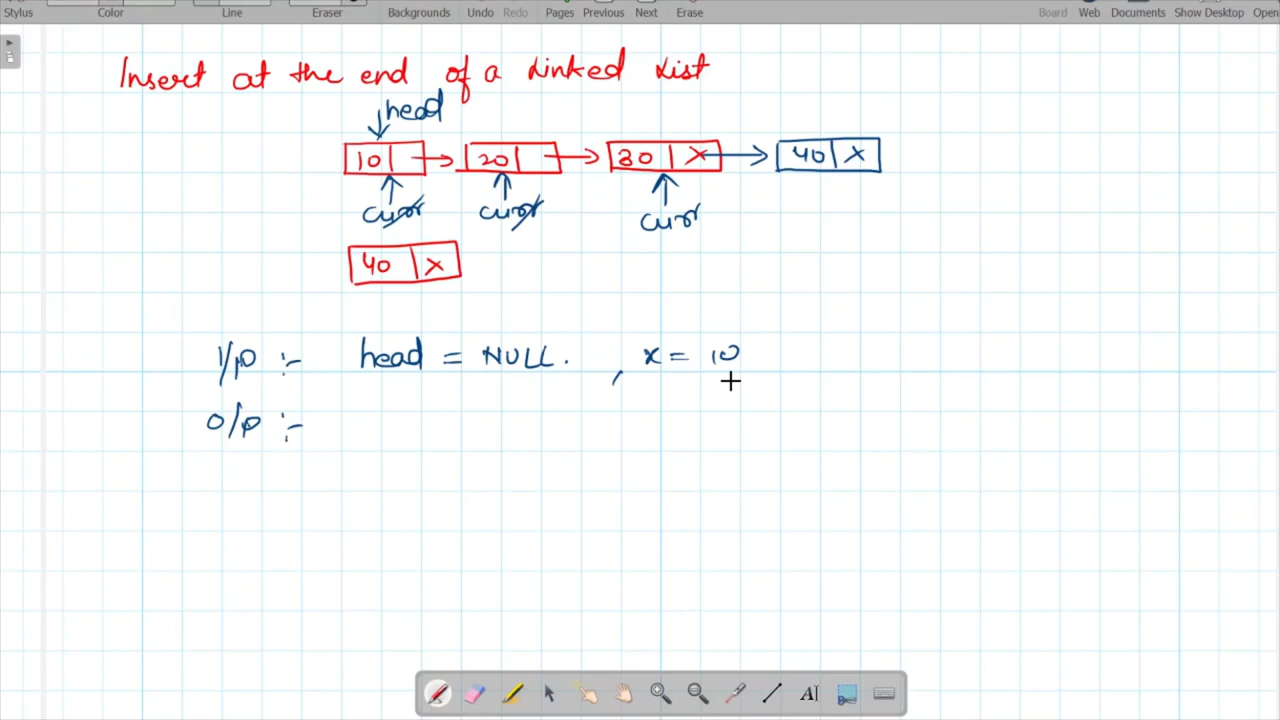 Stylus Color Line Eraser Backgrounds Undo Redo Pages Previous Next Erase Board Web Documents Show Desktop Open
Insert at the end of a Linked List
head
10 20 30 X 40 X
curr curr curr
40 X
I/p :- head = NULL. , x = 10
O/p :-
AI